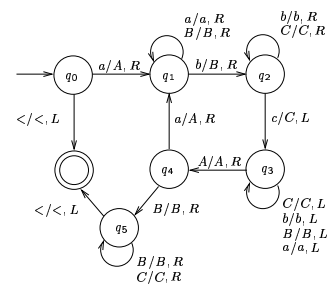 a/a, R
B/B, R
b/b, R
C/C, R
q0
a/A, R
q1
b/B, R
q2
</<, L
a/A, R
c/C, L
q4
A/A, R
q3
</<, L
B/B, R
q5
C/C, L
b/b, L
B/B, L
a/a, L
B/B, R
C/C, R